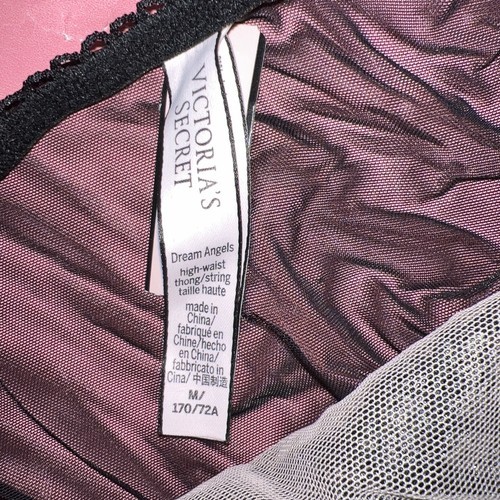 VICTORIA'S
SECRET
Dream Angels
high-waist
thong/string
taille haute
made in
China/
fabriqué en
Chine/hecho
en China/
fabbricato in
Cina/ 中国制造
M/
170/72A